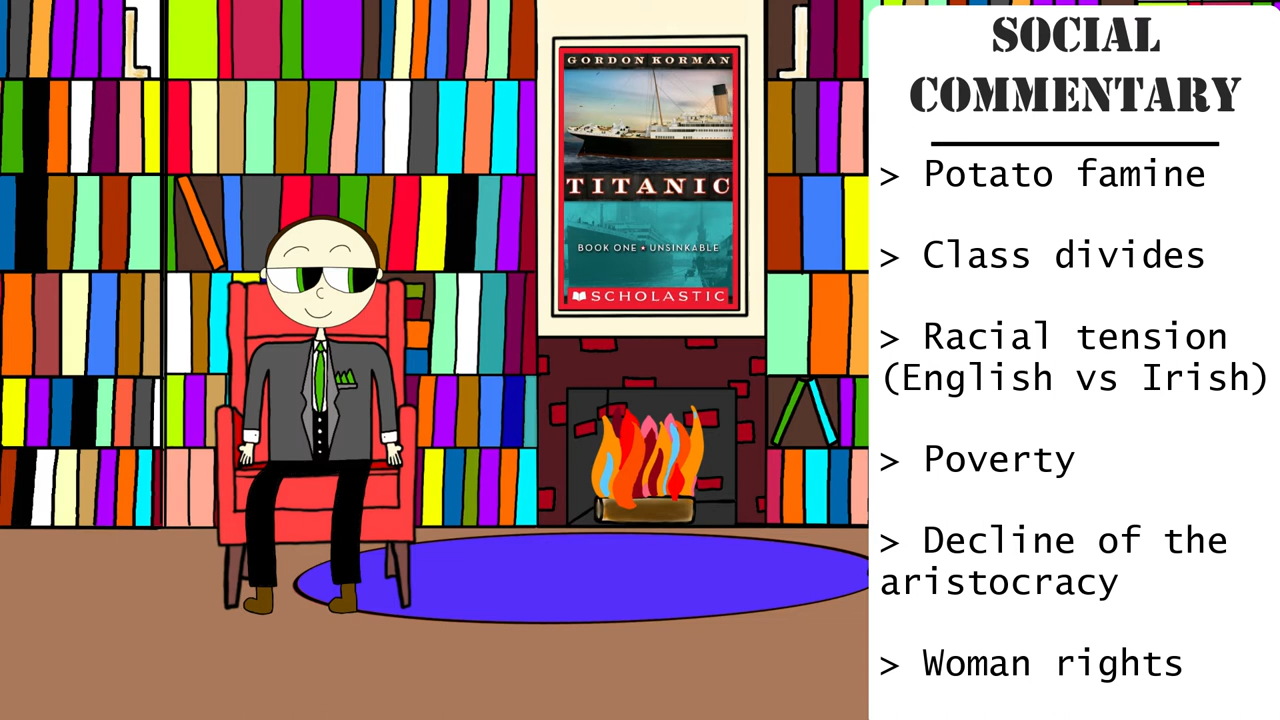 GORDON KORMAN
TITANIC
BOOK ONE • UNSINKABLE
SCHOLASTIC
SOCIAL
COMMENTARY
> Potato famine
> Class divides
> Racial tension
(English vs Irish)
> Poverty
> Decline of the
aristocracy
> Woman rights